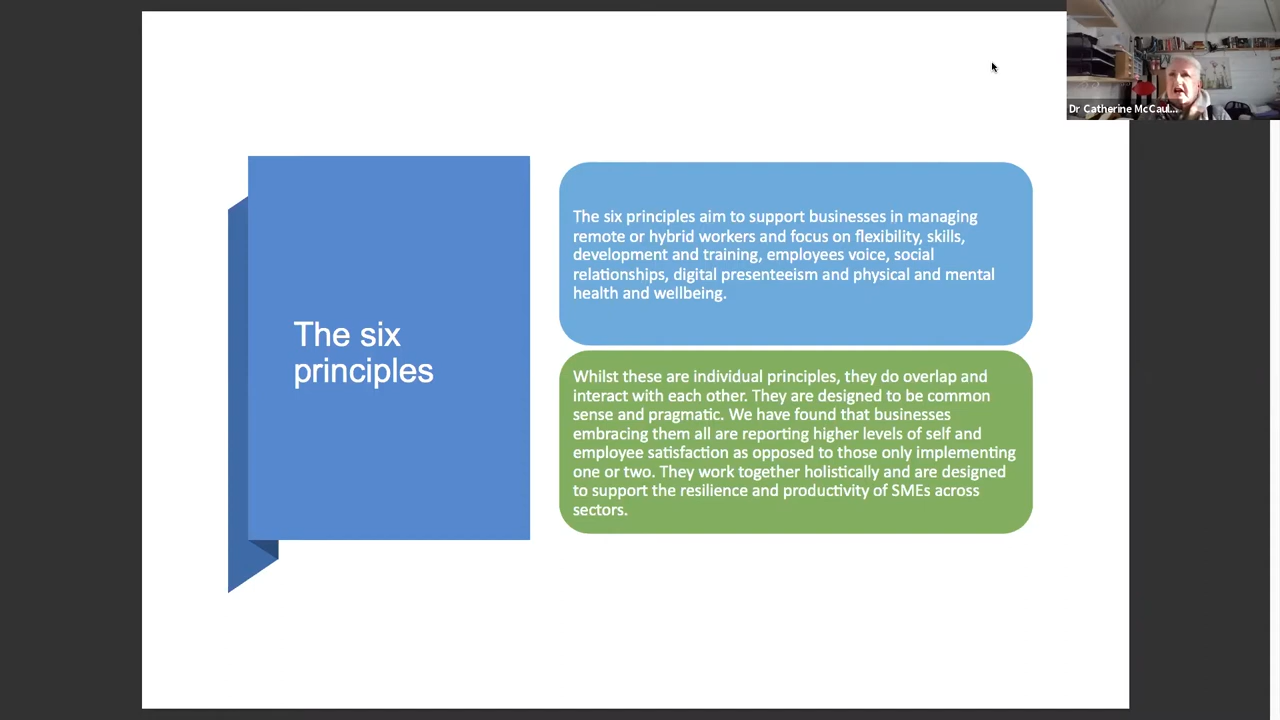 Dr Catherine McCaul...
The six
principles
The six principles aim to support businesses in managing
remote or hybrid workers and focus on flexibility, skills,
development and training, employees voice, social
relationships, digital presenteeism and physical and mental
health and wellbeing.
Whilst these are individual principles, they do overlap and
interact with each other. They are designed to be common
sense and pragmatic. We have found that businesses
embracing them all are reporting higher levels of self and
employee satisfaction as opposed to those only implementing
one or two. They work together holistically and are designed
to support the resilience and productivity of SMEs across
sectors.